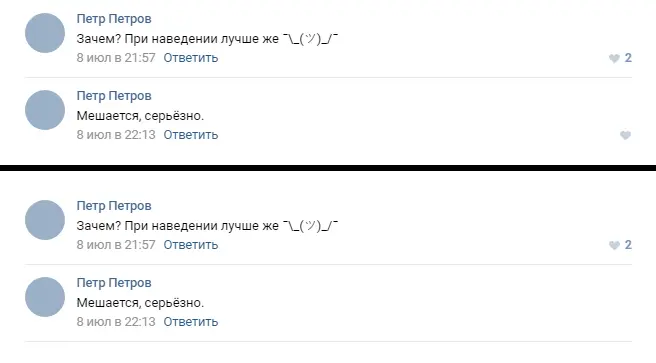 Петр Петров
Зачем? При наведении лучше же ¯\_(ツ)_/¯
8 июл в 21:57 Ответить 2
Петр Петров
Мешается, серьёзно.
8 июл в 22:13 Ответить
Петр Петров
Зачем? При наведении лучше же ¯\_(ツ)_/¯
8 июл в 21:57 Ответить 2
Петр Петров
Мешается, серьёзно.
8 июл в 22:13 Ответить